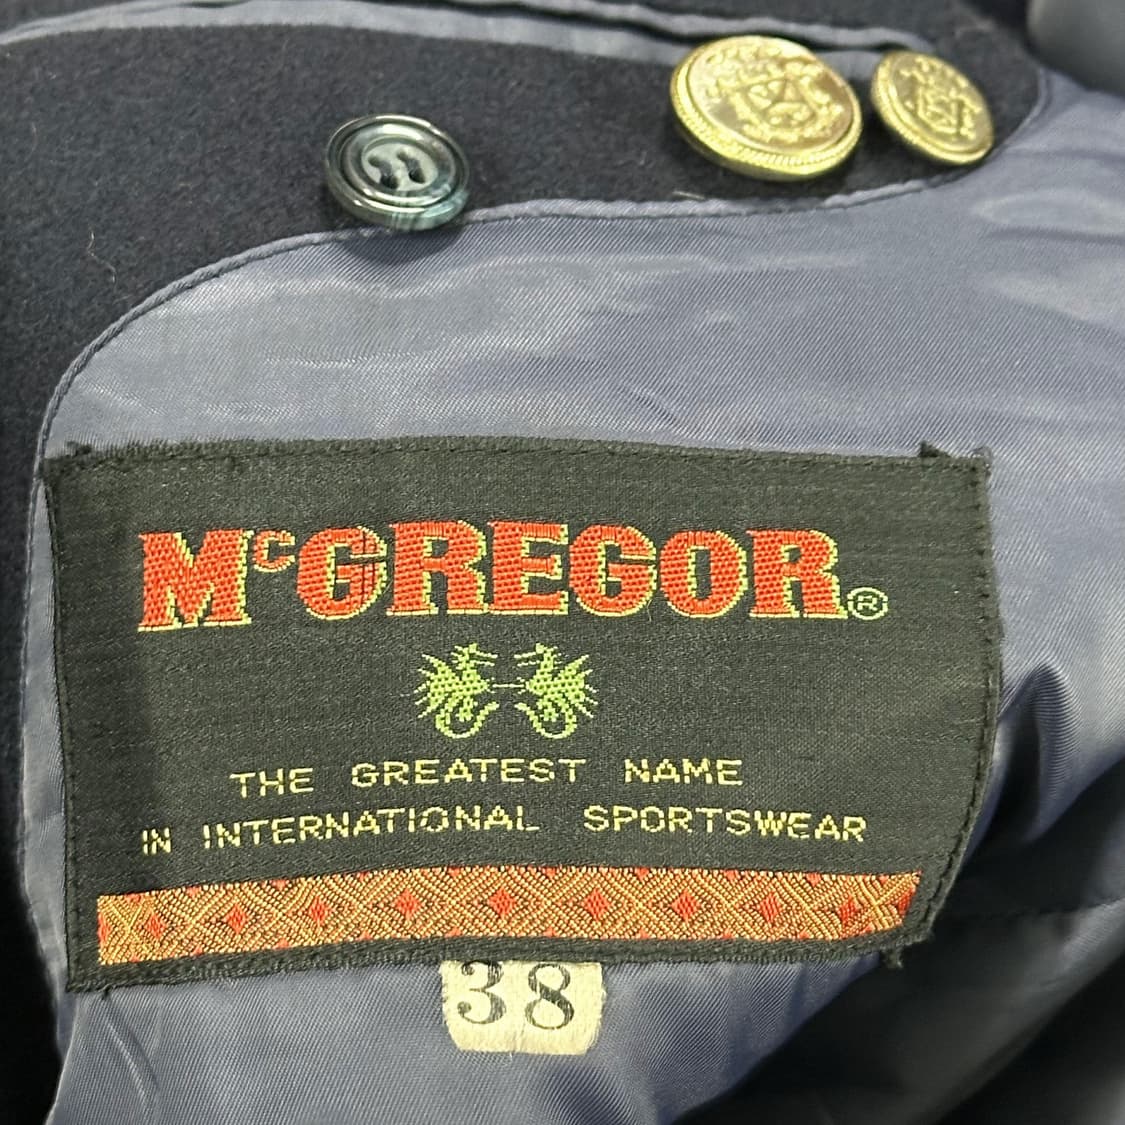 McGREGOR®
THE GREATEST NAME
IN INTERNATIONAL SPORTSWEAR
38